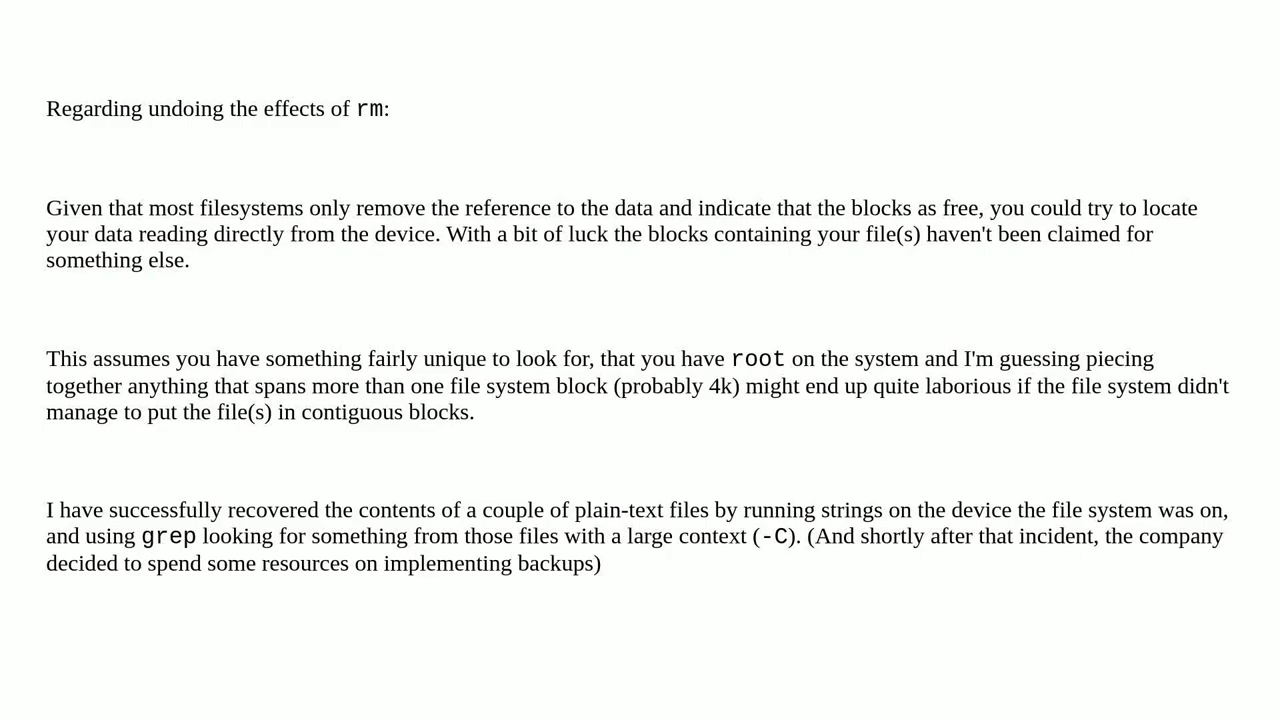 Regarding undoing the effects of rm:
Given that most filesystems only remove the reference to the data and indicate that the blocks as free, you could try to locate
your data reading directly from the device. With a bit of luck the blocks containing your file(s) haven't been claimed for
something else.
This assumes you have something fairly unique to look for, that you have root on the system and I'm guessing piecing
together anything that spans more than one file system block (probably 4k) might end up quite laborious if the file system didn't
manage to put the file(s) in contiguous blocks.
I have successfully recovered the contents of a couple of plain-text files by running strings on the device the file system was on,
and using grep looking for something from those files with a large context (-C). (And shortly after that incident, the company
decided to spend some resources on implementing backups)